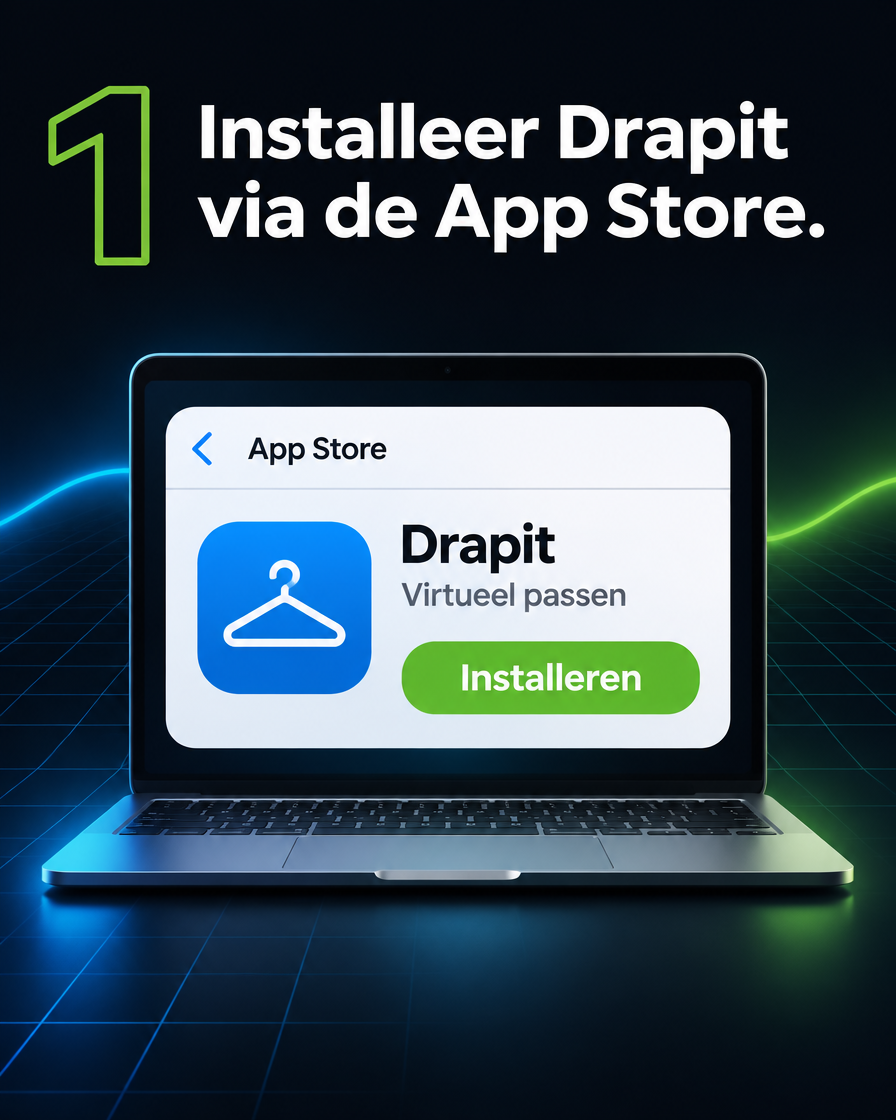 1
Installeer Drapit
via de App Store.
App Store
Drapit
Virtueel passen
Installeren